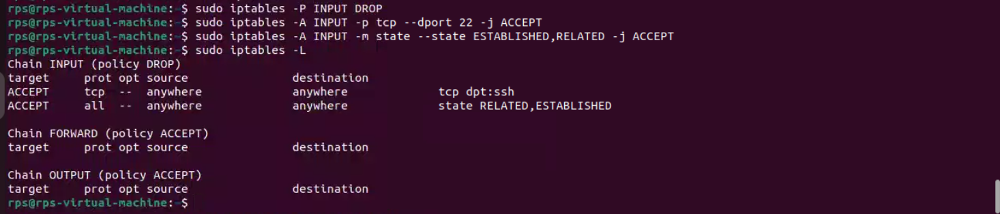 rps@rps-virtual-machine:~$ sudo iptables -P INPUT DROP
rps@rps-virtual-machine:~$ sudo iptables -A INPUT -p tcp --dport 22 -j ACCEPT
rps@rps-virtual-machine:~$ sudo iptables -A INPUT -m state --state ESTABLISHED,RELATED -j ACCEPT
rps@rps-virtual-machine:~$ sudo iptables -L
Chain INPUT (policy DROP)
target     prot opt source               destination
ACCEPT     tcp  --  anywhere             anywhere             tcp dpt:ssh
ACCEPT     all  --  anywhere             anywhere             state RELATED,ESTABLISHED

Chain FORWARD (policy ACCEPT)
target     prot opt source               destination

Chain OUTPUT (policy ACCEPT)
target     prot opt source               destination
rps@rps-virtual-machine:~$